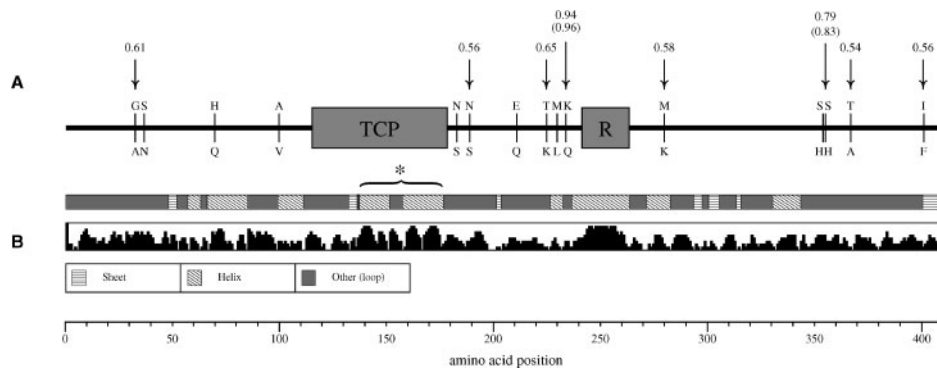 0.94
0.79
(0.96)
(0.83)
0.61 0.56 0.65 0.58 0.54 0.56
A
G S H A N N E T M K M S S T I
TCP R
A N Q V S S Q K L Q K H H A F
*
B
Sheet Helix Other (loop)
0 50 100 150 200 250 300 350 400
amino acid position